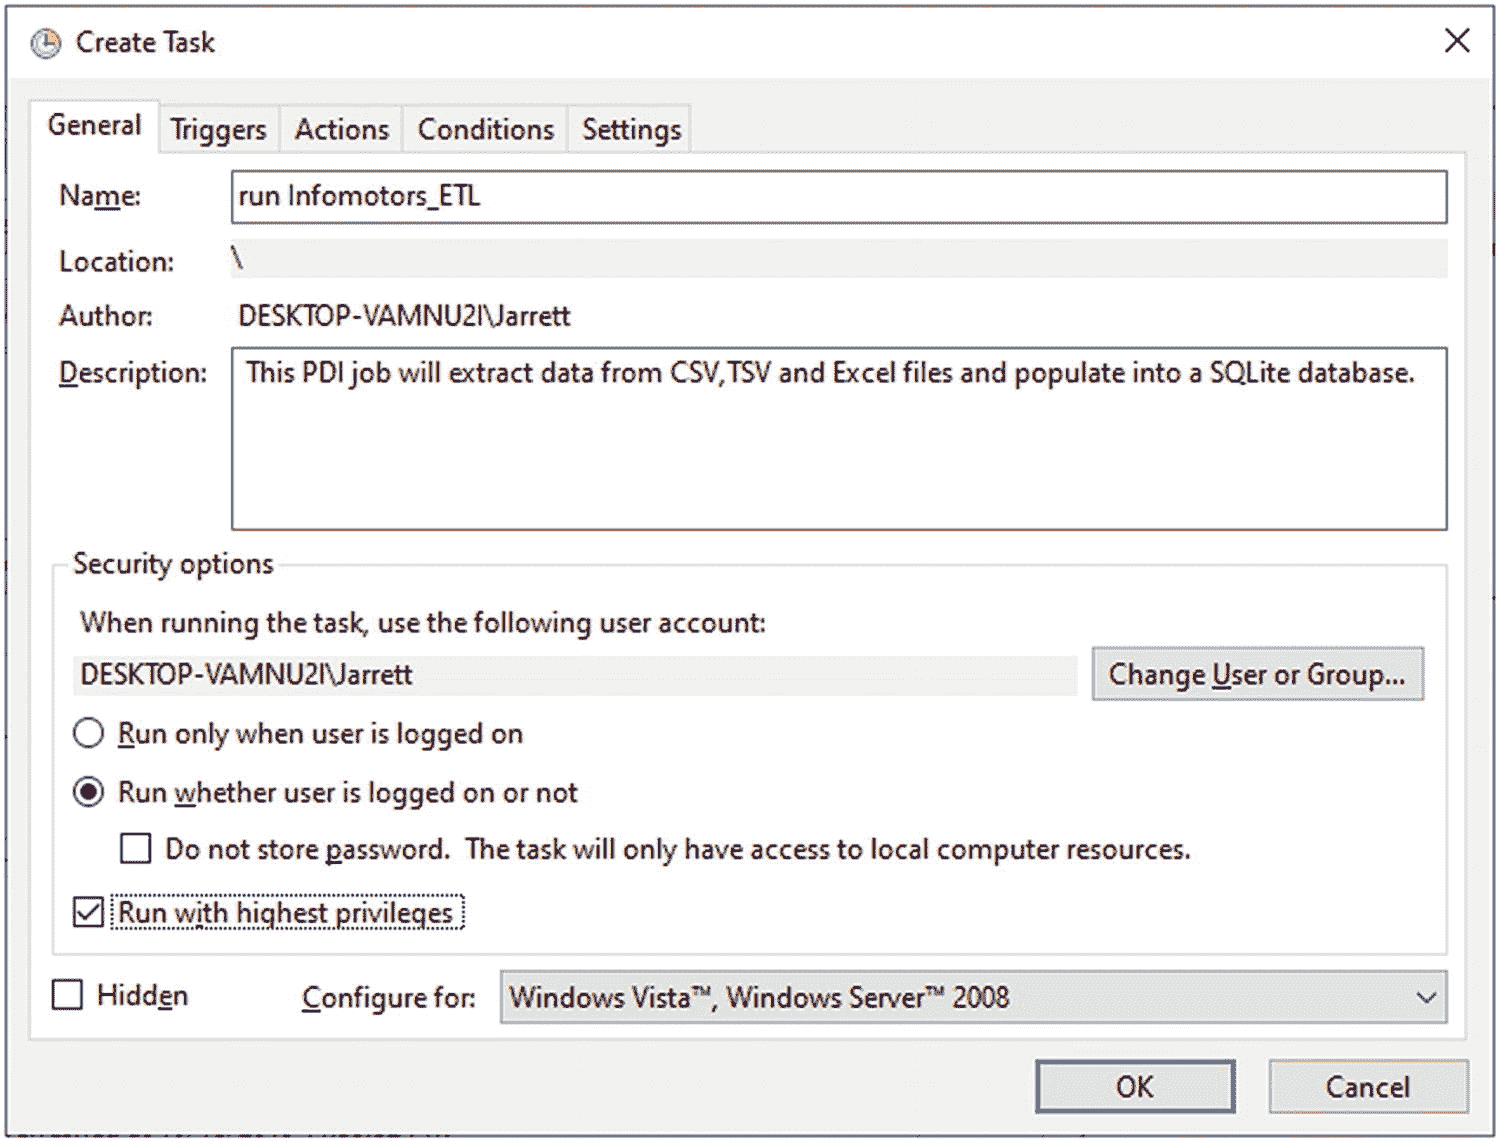 Create Task
General Triggers Actions Conditions Settings
Name: run Infomotors_ETL
Location: \
Author: DESKTOP-VAMNU2I\Jarrett
Description: This PDI job will extract data from CSV,TSV and Excel files and populate into a SQLite database.
Security options
When running the task, use the following user account:
DESKTOP-VAMNU2I\Jarrett Change User or Group...
Run only when user is logged on
Run whether user is logged on or not
Do not store password. The task will only have access to local computer resources.
Run with highest privileges
Hidden Configure for: Windows Vista™, Windows Server™ 2008
OK Cancel